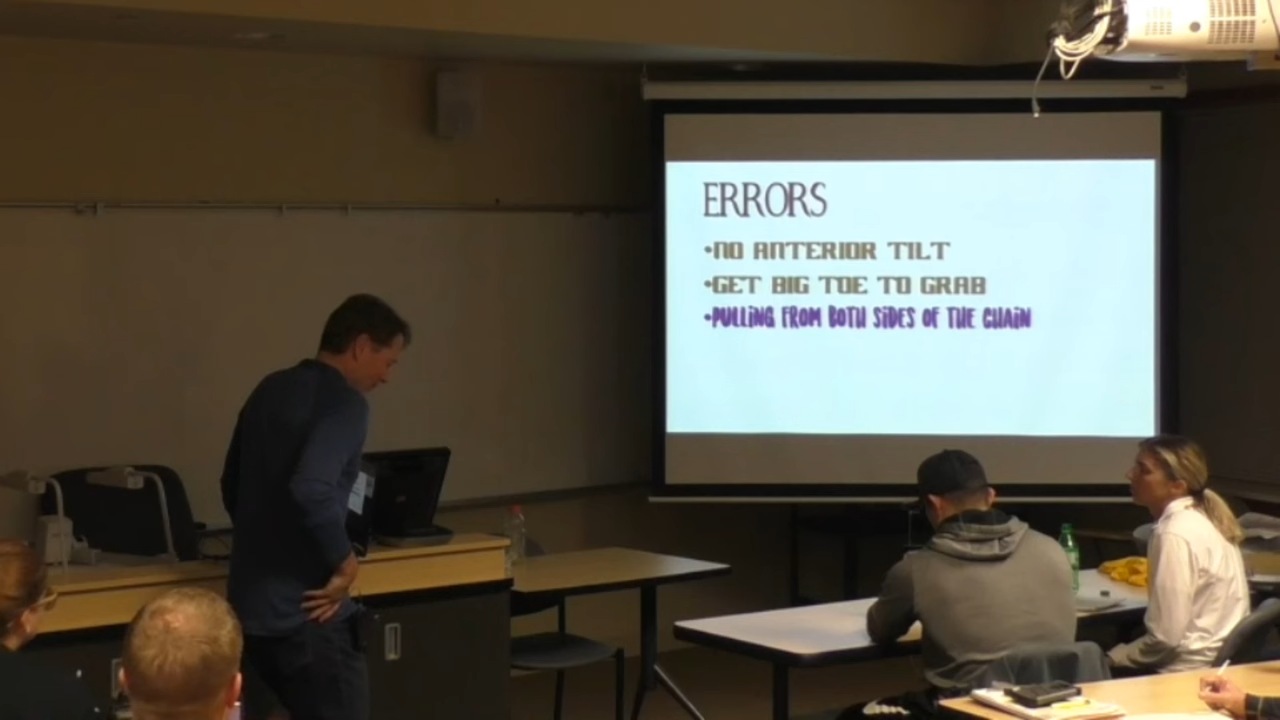 ERRORS
•NO ANTERIOR TILT
•GET BIG TOE TO GRAB
•PULLING FROM BOTH SIDES OF THE CHAIN